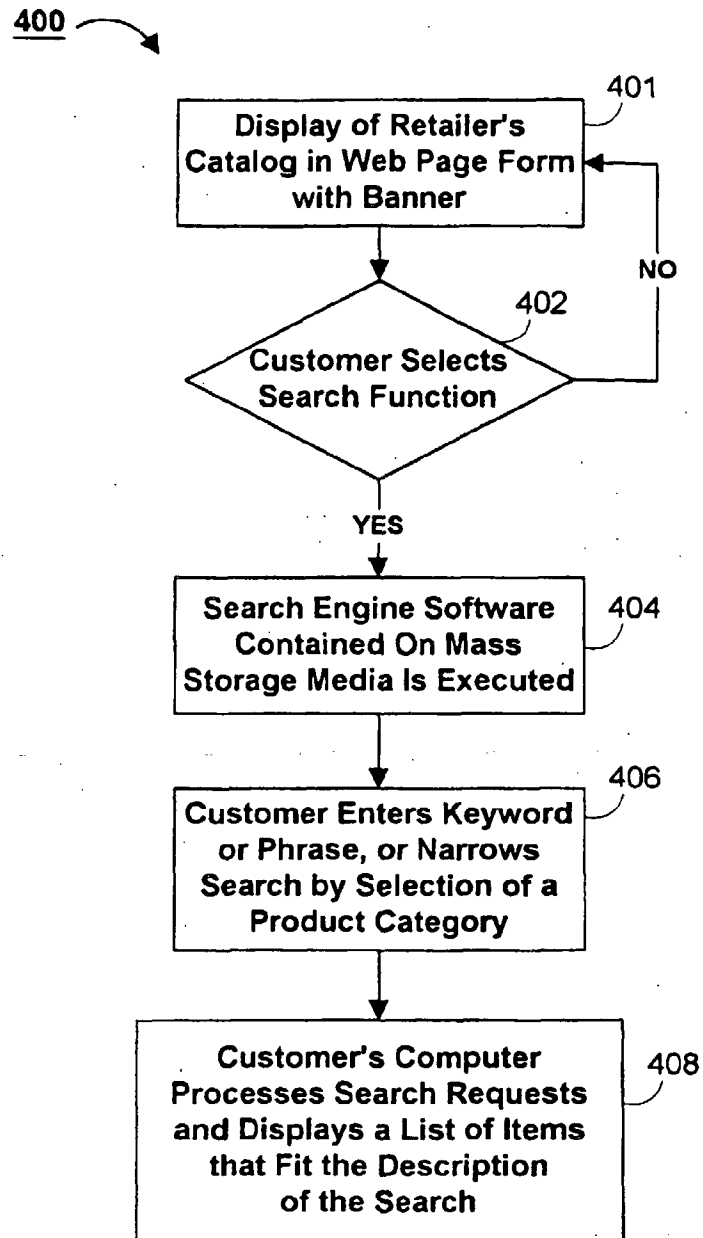 400
401
Display of Retailer's
Catalog in Web Page Form
with Banner
NO
402
Customer Selects
Search Function
YES
Search Engine Software
Contained On Mass
Storage Media Is Executed
404
406
Customer Enters Keyword
or Phrase, or Narrows
Search by Selection of a
Product Category
Customer's Computer
Processes Search Requests
and Displays a List of Items
that Fit the Description
of the Search
408